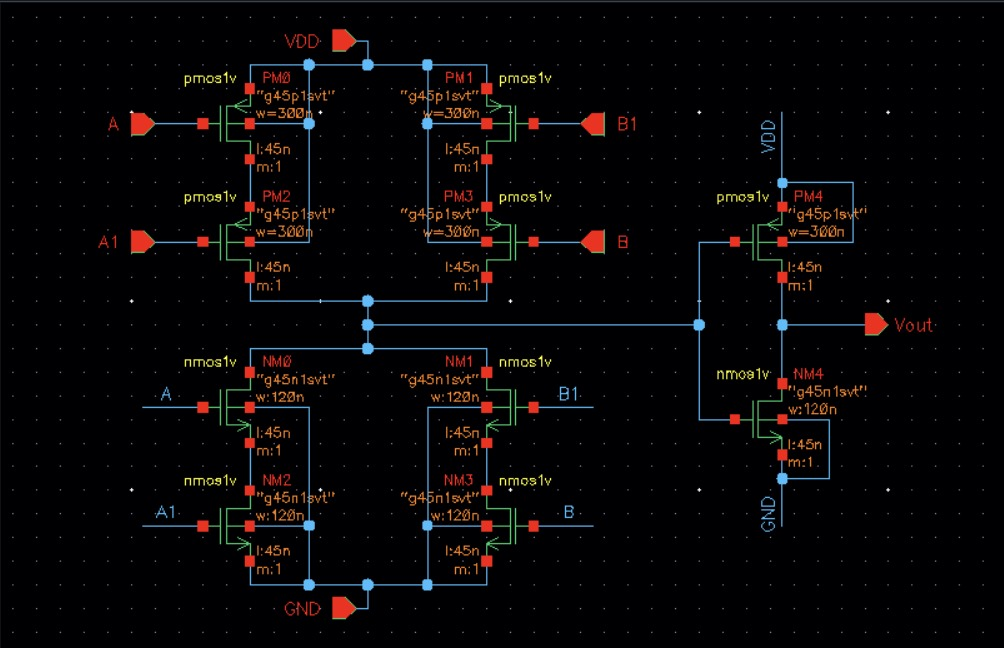 VDD
pmos1v PM0
"g45p1svt"
w=300n
l:45n
m:1
A
PM1 pmos1v
"g45p1svt"
w=300n
l:45n
m:1
B1
pmos1v PM2
"g45p1svt"
w=300n
l:45n
m:1
A1
PM3 pmos1v
"g45p1svt"
w=300n
l:45n
m:1
B
nmos1v NM0
"g45n1svt"
w:120n
l:45n
m:1
A
NM1 nmos1v
"g45n1svt"
w:120n
l:45n
m:1
B1
nmos1v NM2
"g45n1svt"
w:120n
l:45n
m:1
A1
NM3 nmos1v
"g45n1svt"
w:120n
l:45n
m:1
B
GND
VDD
pmos1v PM4
"g45p1svt"
w=300n
l:45n
m:1
Vout
nmos1v NM4
"g45n1svt"
w:120n
l:45n
m:1
GND